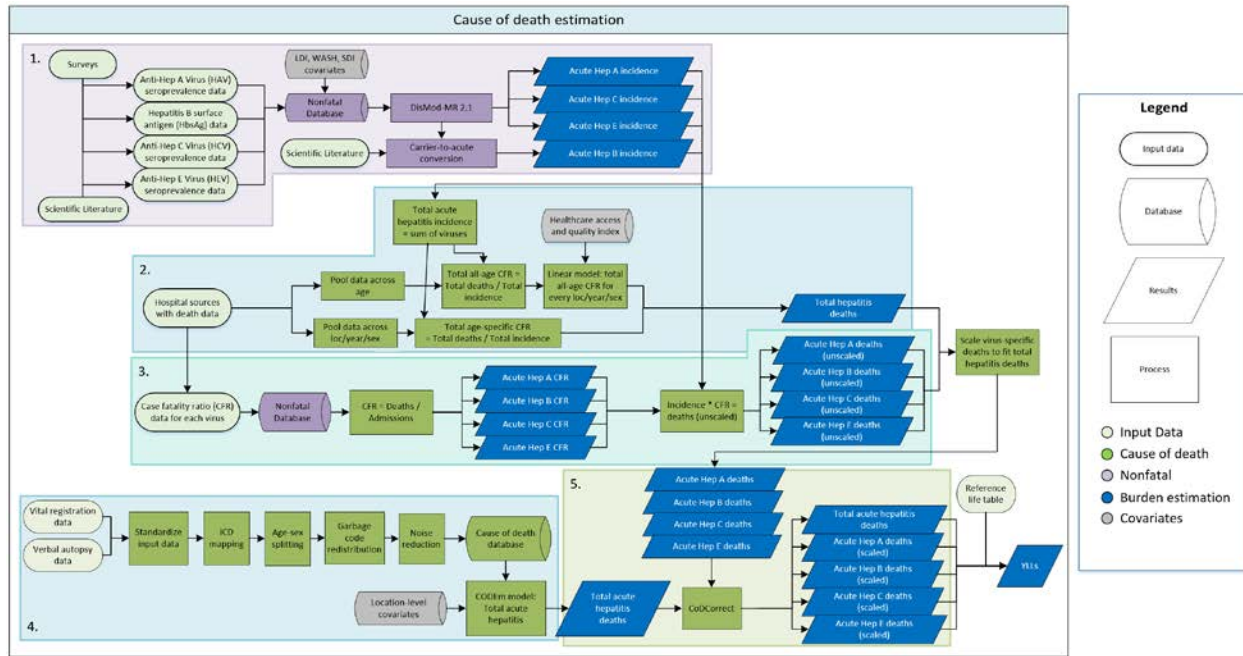 Cause of death estimation
1.
Surveys
Anti-Hep A Virus (HAV)
seroprevalence data
Hepatitis B surface
antigen (HbsAg) data
Anti-Hep C Virus (HCV)
seroprevalence data
Anti-Hep E Virus (HEV)
seroprevalence data
Scientific Literature
LDI, WASH, SDI
covariates
Nonfatal
Database
DisMod-MR 2.1
Scientific Literature
Carrier-to-acute
conversion
Acute Hep A incidence
Acute Hep C incidence
Acute Hep E incidence
Acute Hep B incidence
2.
Total acute
hepatitis incidence
= sum of viruses
Healthcare access
and quality index
Hospital sources
with death data
Pool data across
age
Total all-age CFR =
Total deaths / Total
incidence
Linear model: total
all-age CFR for
every loc/year/sex
Pool data across
loc/year/sex
Total age-specific CFR
= Total deaths / Total incidence
Total hepatitis
deaths
3.
Case fatality ratio (CFR)
data for each virus
Nonfatal
Database
CFR = Deaths /
Admissions
Acute Hep A CFR
Acute Hep B CFR
Acute Hep C CFR
Acute Hep E CFR
Incidence * CFR =
deaths (unscaled)
Acute Hep A deaths
(unscaled)
Acute Hep B deaths
(unscaled)
Acute Hep C deaths
(unscaled)
Acute Hep E deaths
(unscaled)
Scale virus-specific
deaths to fit total
hepatitis deaths
4.
Vital registration
data
Verbal autopsy
data
Standardize
input data
ICD
mapping
Age-sex
splitting
Garbage
code
redistribution
Noise
reduction
Cause of death
database
Location-level
covariates
CODEm model:
Total acute
hepatitis
5.
Total acute
hepatitis
deaths
Acute Hep A deaths
Acute Hep B deaths
Acute Hep C deaths
Acute Hep E deaths
CoDCorrect
Total acute hepatitis
deaths
Acute Hep A deaths
(scaled)
Acute Hep B deaths
(scaled)
Acute Hep C deaths
(scaled)
Acute Hep E deaths
(scaled)
Reference
life table
YLLs
Legend
Input data
Database
Results
Process
Input Data
Cause of death
Nonfatal
Burden estimation
Covariates